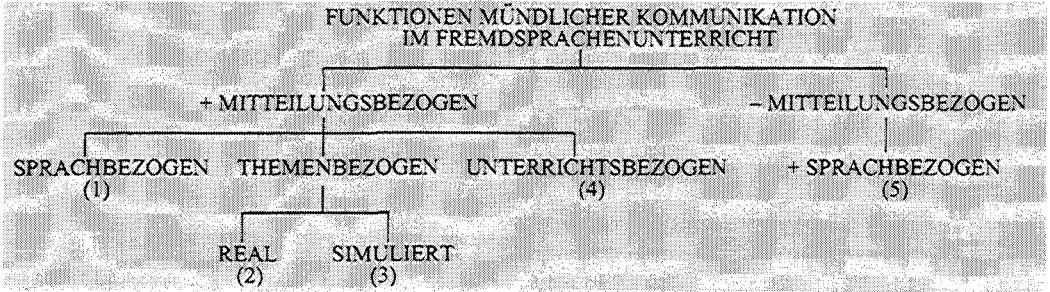 FUNKTIONEN MÜNDLICHER KOMMUNIKATION
IM FREMDSPRACHENUNTERRICHT
+ MITTEILUNGSBEZOGEN
– MITTEILUNGSBEZOGEN
SPRACHBEZOGEN
(1)
THEMENBEZOGEN
UNTERRICHTSBEZOGEN
(4)
+ SPRACHBEZOGEN
(5)
REAL
(2)
SIMULIERT
(3)